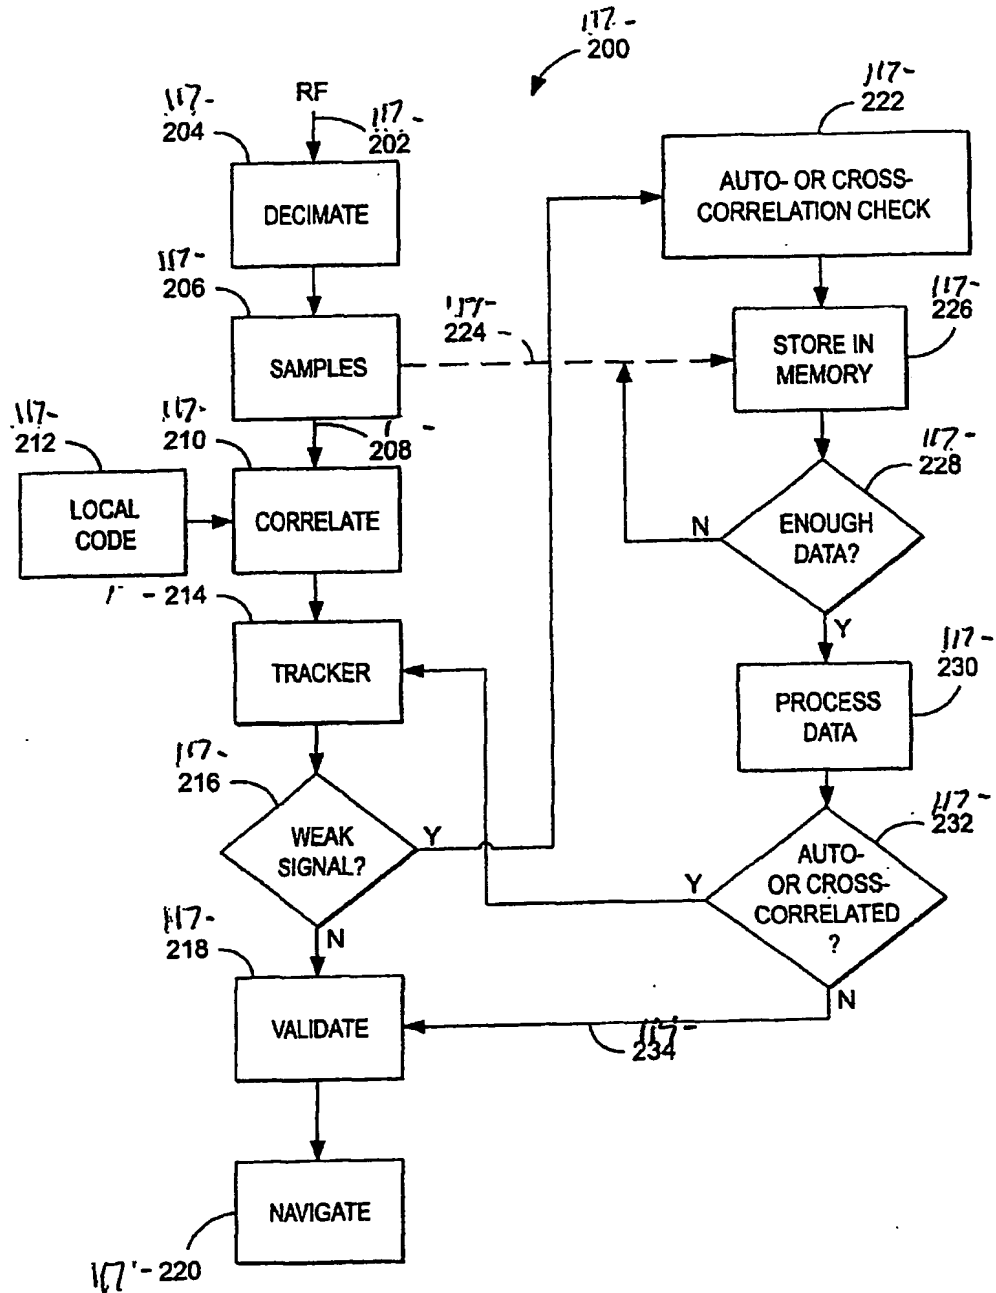 117-
200
RF
117-
204
117-
202
DECIMATE
117-
222
AUTO- OR CROSS-
CORRELATION CHECK
117-
206
SAMPLES
117-
224
117-
226
STORE IN
MEMORY
208
117-
210
117-
212
LOCAL
CODE
CORRELATE
117-
228
ENOUGH
DATA?
N
Y
- 214
TRACKER
117-
230
PROCESS
DATA
117-
216
WEAK
SIGNAL?
Y
N
117-
232
AUTO-
OR CROSS-
CORRELATED
?
Y
N
117-
218
VALIDATE
117-
234
NAVIGATE
117-220